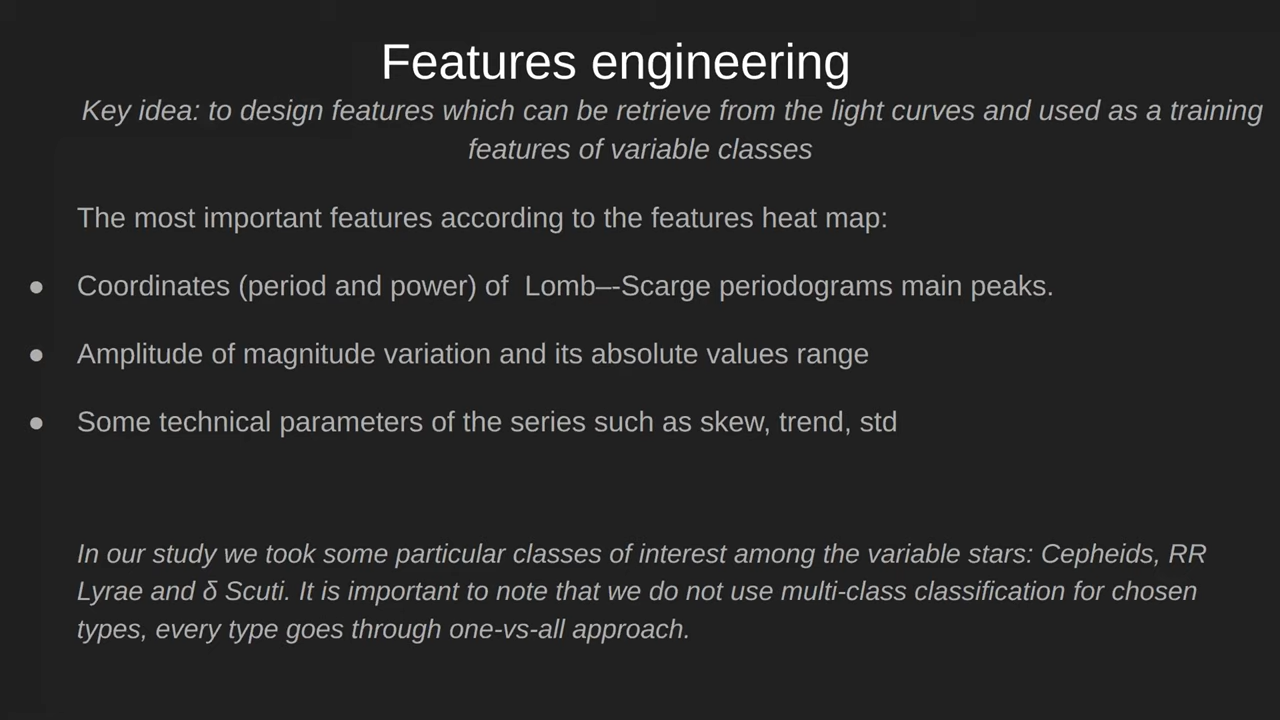 Features engineering
Key idea: to design features which can be retrieve from the light curves and used as a training
features of variable classes
The most important features according to the features heat map:
● Coordinates (period and power) of  Lomb–-Scarge periodograms main peaks.
● Amplitude of magnitude variation and its absolute values range
● Some technical parameters of the series such as skew, trend, std
In our study we took some particular classes of interest among the variable stars: Cepheids, RR
Lyrae and δ Scuti. It is important to note that we do not use multi-class classification for chosen
types, every type goes through one-vs-all approach.